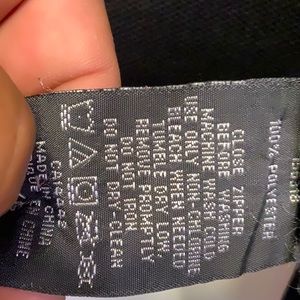 100% POLYESTER
CLOSE ZIPPER
BEFORE WASHING
MACHINE WASH COLD
USE ONLY NON-CHLORINE
BLEACH WHEN NEEDED
TUMBLE DRY LOW
REMOVE PROMPTLY
DO NOT IRON
DO NOT DRY-CLEAN
MADE IN CHINA